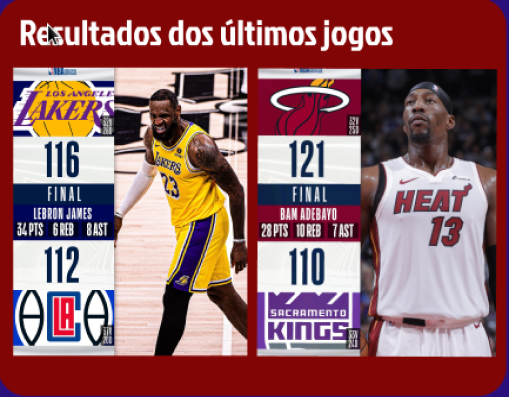 Resultados dos últimos jogos
LOS ANGELES
LAKERS
116
FINAL
LEBRON JAMES
34 PTS 6 REB 8 AST
112
LA
LAKERS
23
121
FINAL
BAM ADEBAYO
28 PTS 10 REB 7 AST
110
SACRAMENTO
KINGS
HEAT
13